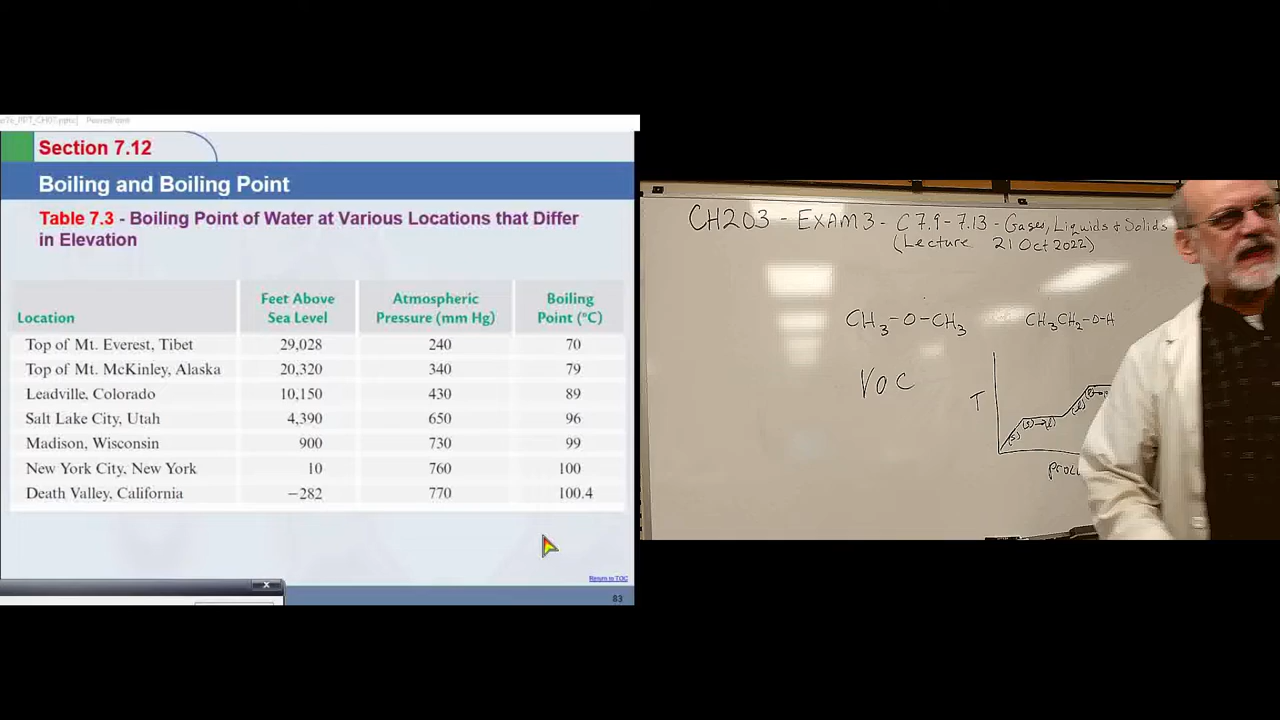 Section 7.12
Boiling and Boiling Point
Table 7.3 - Boiling Point of Water at Various Locations that Differ
in Elevation
Location Feet Above Sea Level Atmospheric Pressure (mm Hg) Boiling Point (°C)
Top of Mt. Everest, Tibet 29,028 240 70
Top of Mt. McKinley, Alaska 20,320 340 79
Leadville, Colorado 10,150 430 89
Salt Lake City, Utah 4,390 650 96
Madison, Wisconsin 900 730 99
New York City, New York 10 760 100
Death Valley, California −282 770 100.4
Return to TOC
83
CH203 - EXAM 3 - C 7.9 - 7.13 - Gases, Liquids & Solids
(Lecture 21 Oct 2022)
CH3-O-CH3 CH3CH2-O-H
VOC
T
(s) (s)→(l) (l)